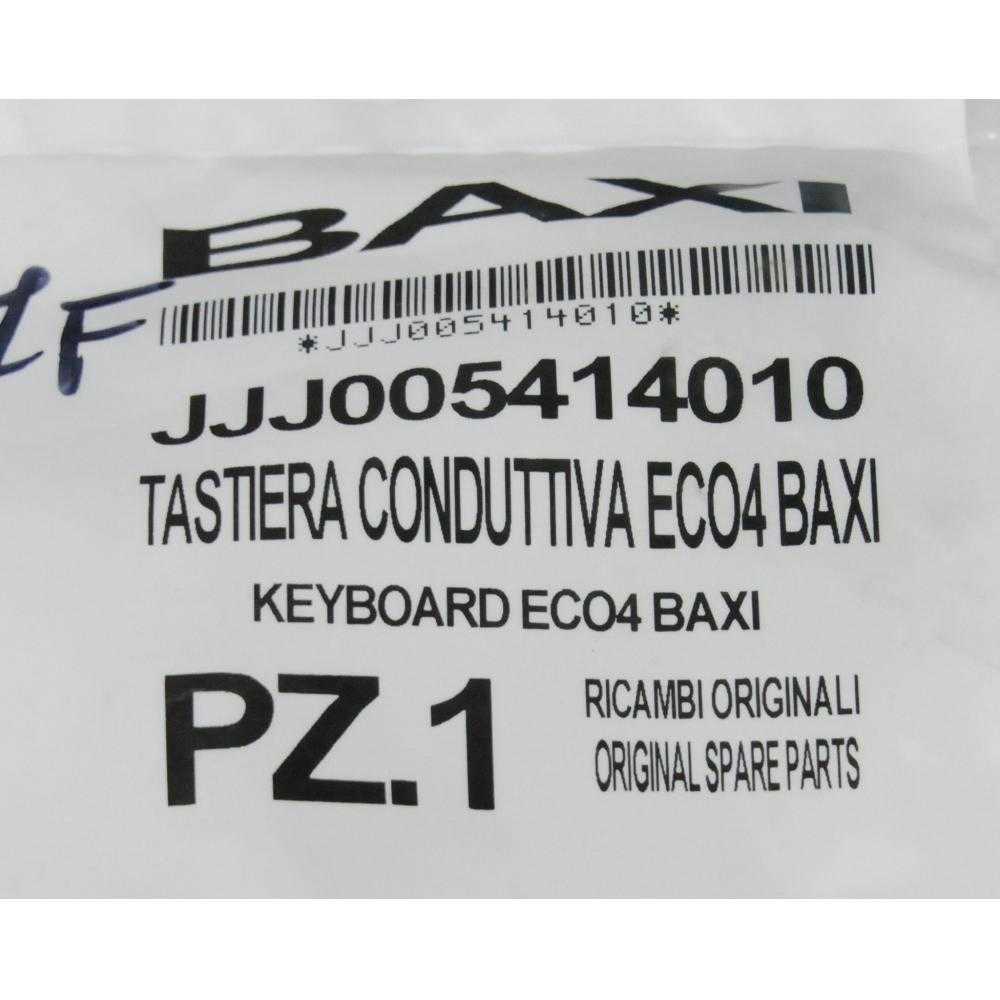 BAXI
*JJJ005414010*
JJJ005414010
TASTIERA CONDUTTIVA ECO4 BAXI
KEYBOARD ECO4 BAXI
PZ.1
RICAMBI ORIGINALI
ORIGINAL SPARE PARTS